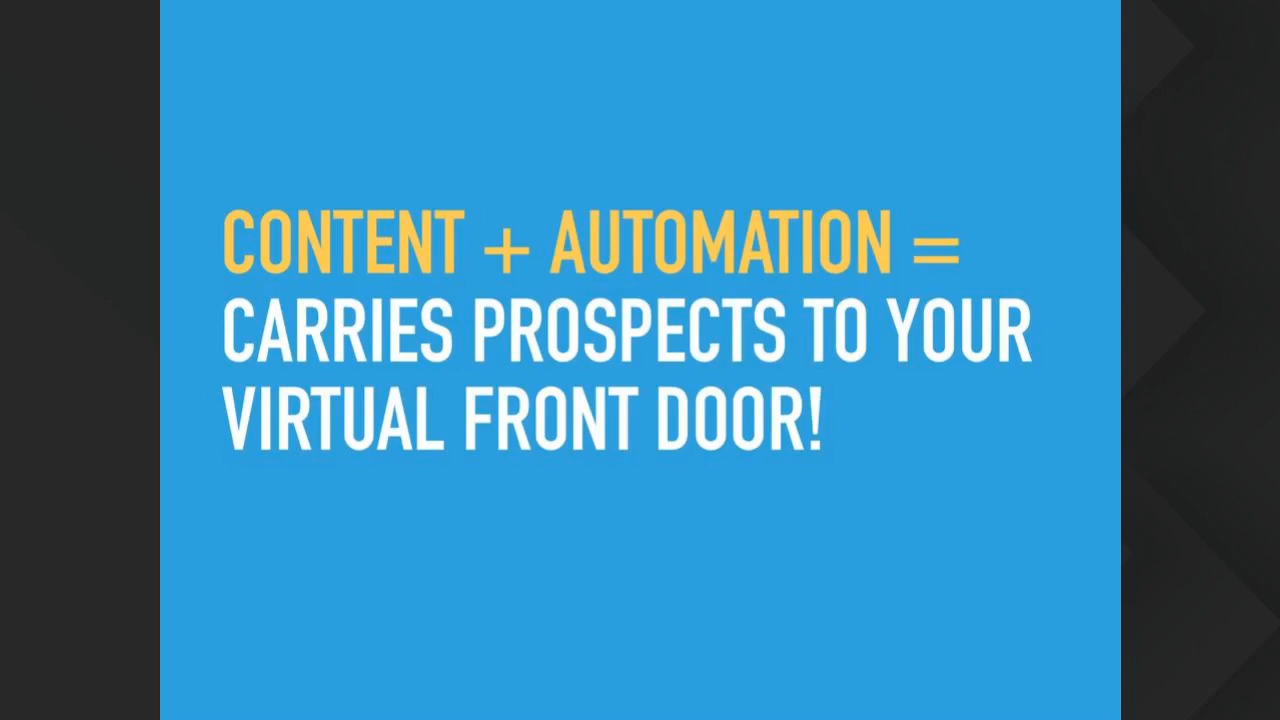 CONTENT + AUTOMATION =
CARRIES PROSPECTS TO YOUR
VIRTUAL FRONT DOOR!